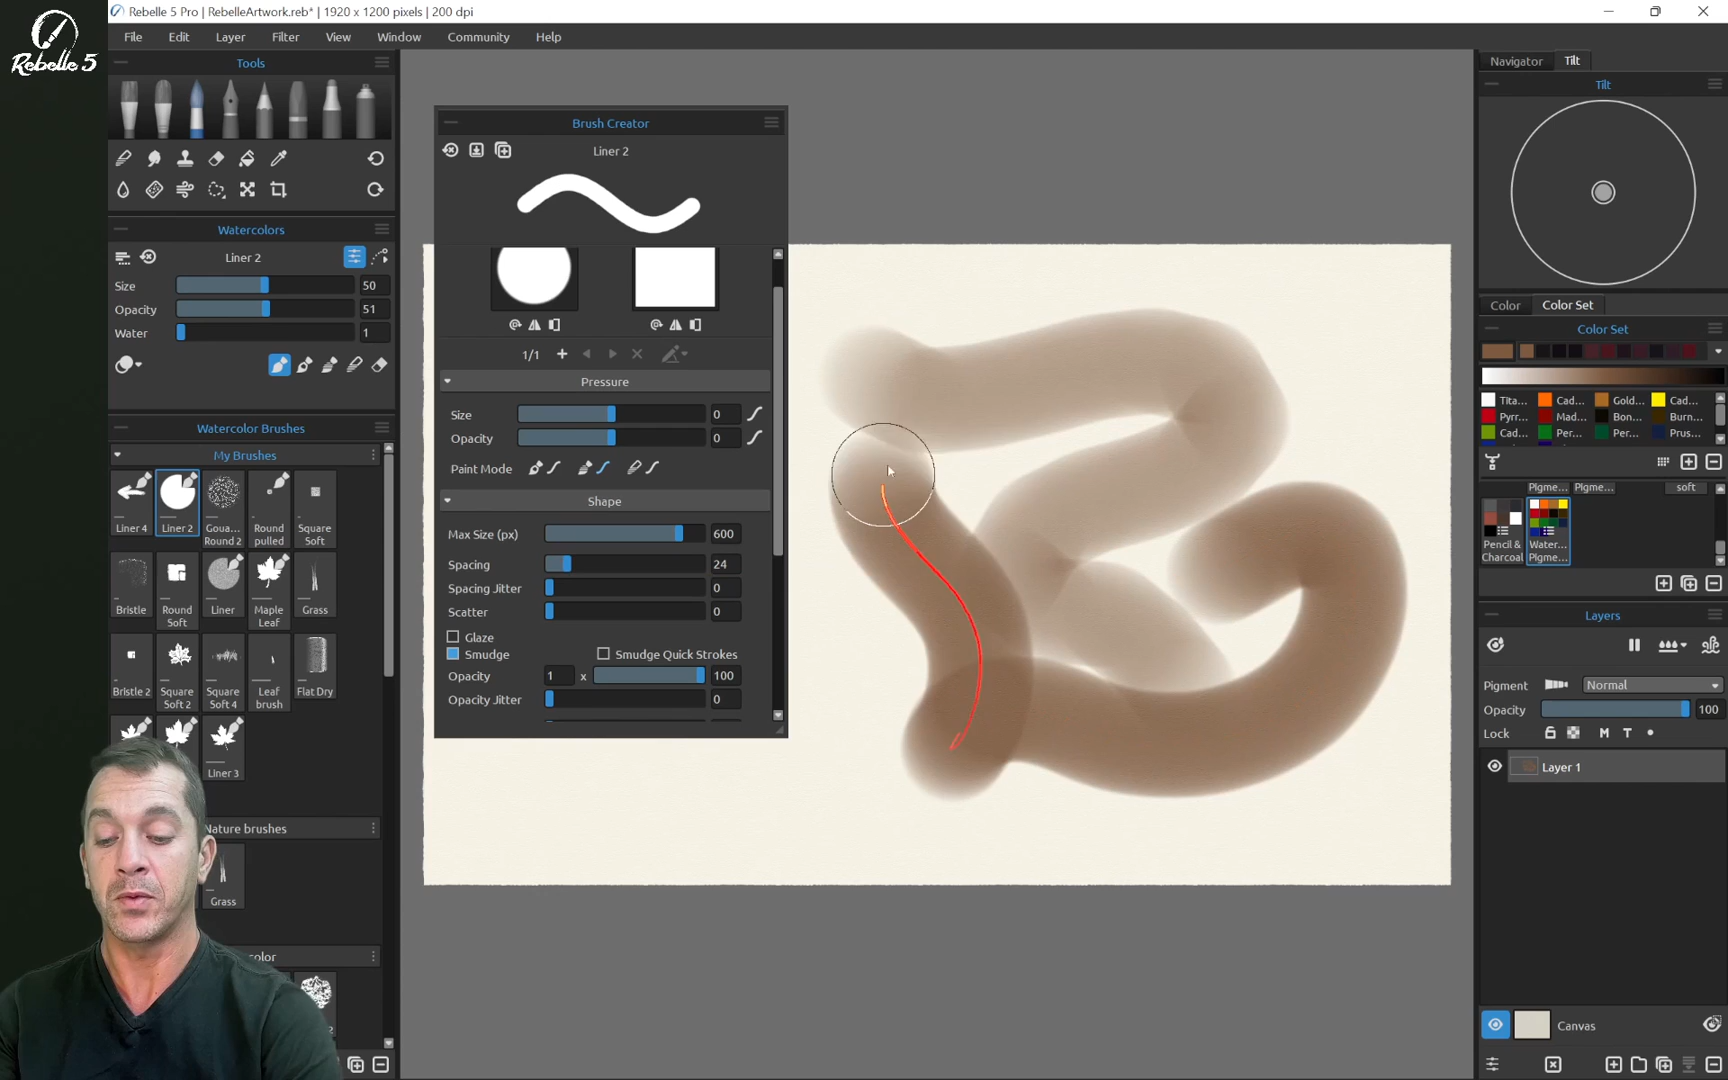 Rebelle 5 Pro | RebelleArtwork.reb* | 1920 x 1200 pixels | 200 dpi
Rebelle 5
File Edit Layer Filter View Window Community Help
Tools
Watercolors
Liner 2
Size 50
Opacity 51
Water 1
Watercolor Brushes
My Brushes
Liner 4 Liner 2 Goua... Round 2 Round pulled Square Soft
Bristle Round Soft Liner Maple Leaf Grass
Bristle 2 Square Soft 2 Square Soft 4 Leaf brush Flat Dry
Liner 3
Nature brushes
Grass
color
Brush Creator
Liner 2
1/1
Pressure
Size 0
Opacity 0
Paint Mode
Shape
Max Size (px) 600
Spacing 24
Spacing Jitter 0
Scatter 0
Glaze
Smudge Smudge Quick Strokes
Opacity 1 x 100
Opacity Jitter 0
Navigator Tilt
Tilt
Color Color Set
Color Set
Tita... Cad... Gold... Cad...
Pyrr... Mad... Bon... Burn...
Cad... Per... Per... Prus...
Pigme... Pigme... soft
Pencil & Charcoal Water... Pigme...
Layers
Pigment Normal
Opacity 100
Lock M T
Layer 1
Canvas